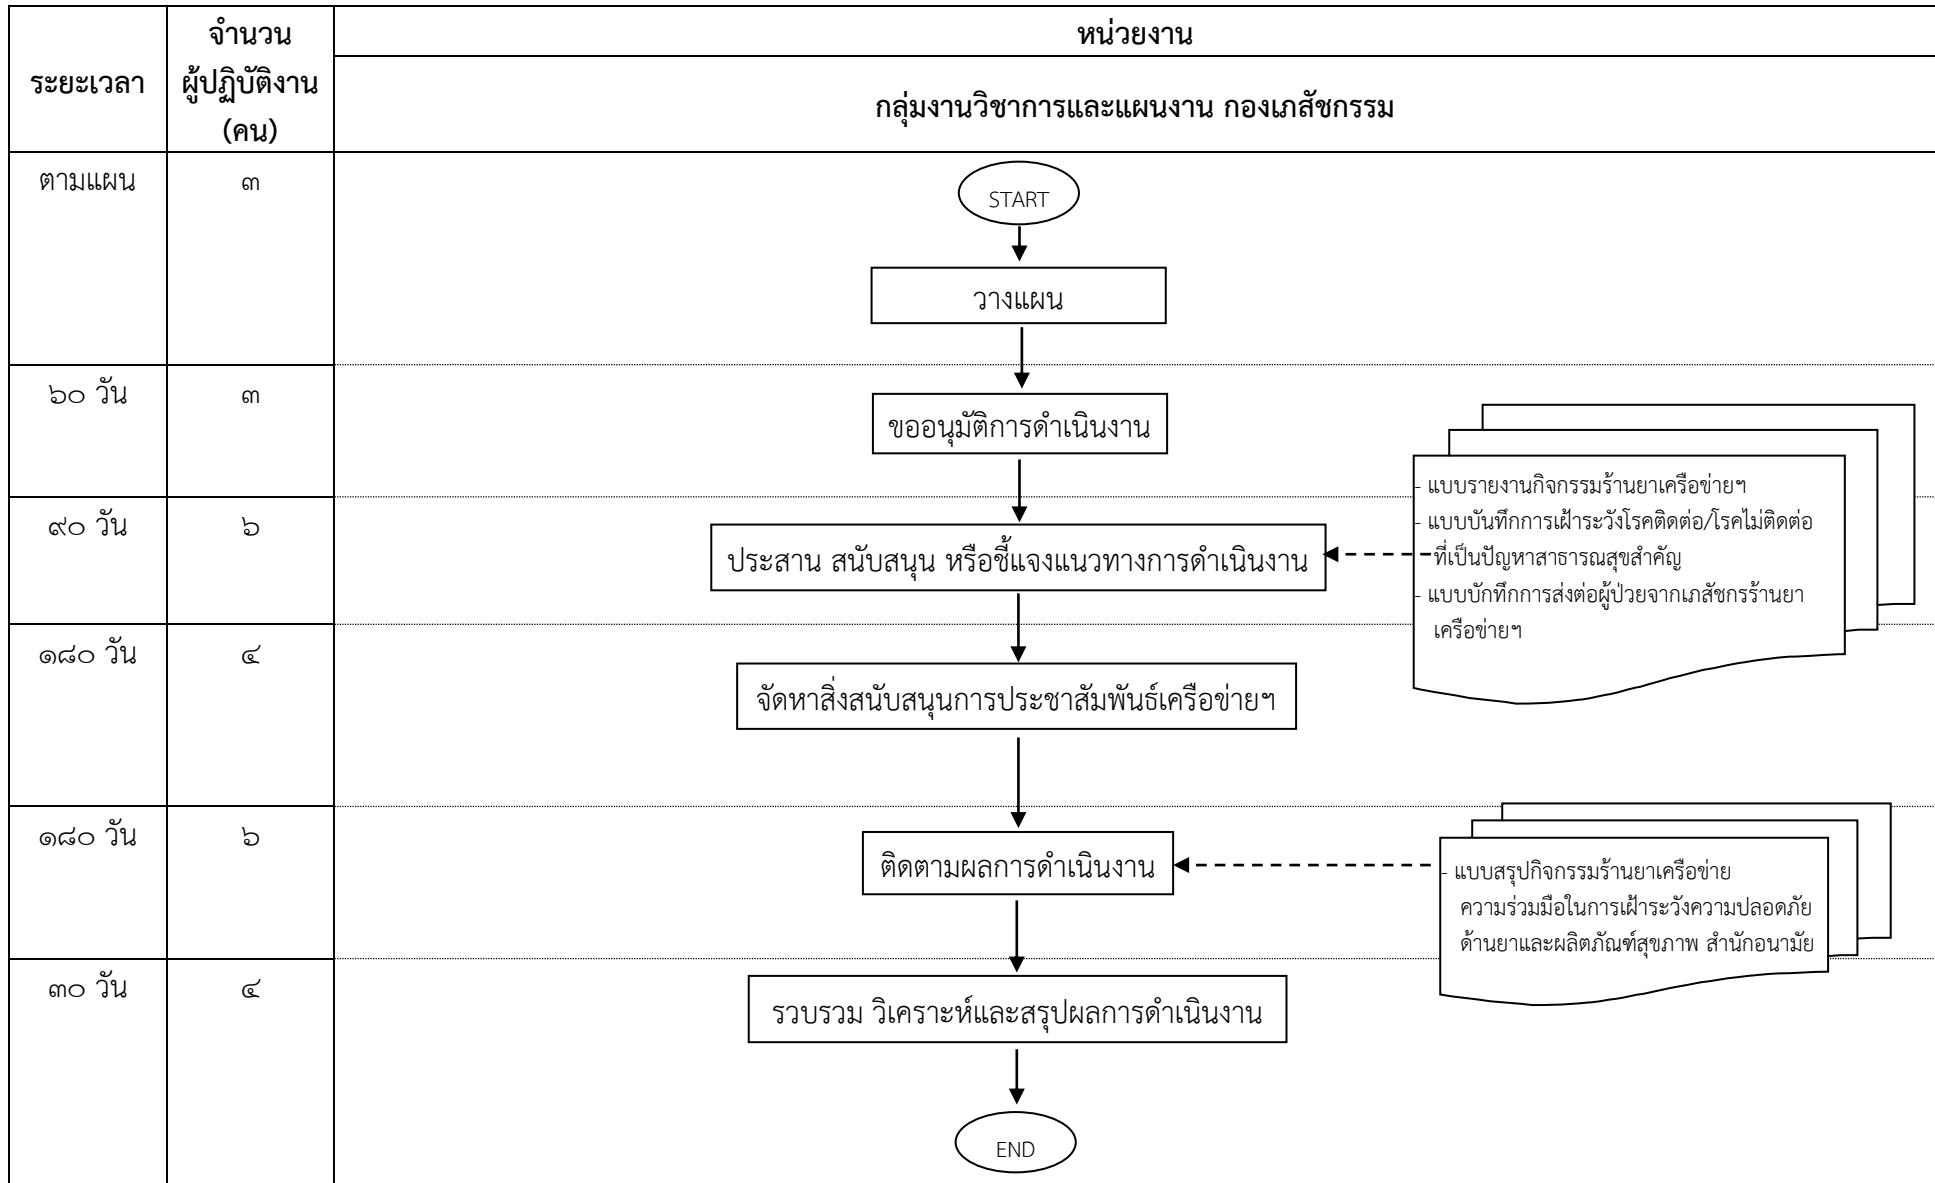 ระยะเวลา
จำนวน
ผู้ปฏิบัติงาน
(คน)
หน่วยงาน
กลุ่มงานวิชาการและแผนงาน กองเภสัชกรรม
ตามแผน
๓
START
วางแผน
๖๐ วัน
๓
ขออนุมัติการดำเนินงาน
- แบบรายงานกิจกรรมร้านยาเครือข่ายฯ
- แบบบันทึกการเฝ้าระวังโรคติดต่อ/โรคไม่ติดต่อ
ที่เป็นปัญหาสาธารณสุขสำคัญ
- แบบบักทึกการส่งต่อผู้ป่วยจากเภสัชกรร้านยา
เครือข่ายฯ
๙๐ วัน
๖
ประสาน สนับสนุน หรือชี้แจงแนวทางการดำเนินงาน
๑๘๐ วัน
๔
จัดหาสิ่งสนับสนุนการประชาสัมพันธ์เครือข่ายฯ
๑๘๐ วัน
๖
ติดตามผลการดำเนินงาน
- แบบสรุปกิจกรรมร้านยาเครือข่าย
ความร่วมมือในการเฝ้าระวังความปลอดภัย
ด้านยาและผลิตภัณฑ์สุขภาพ สำนักอนามัย
๓๐ วัน
๔
รวบรวม วิเคราะห์และสรุปผลการดำเนินงาน
END